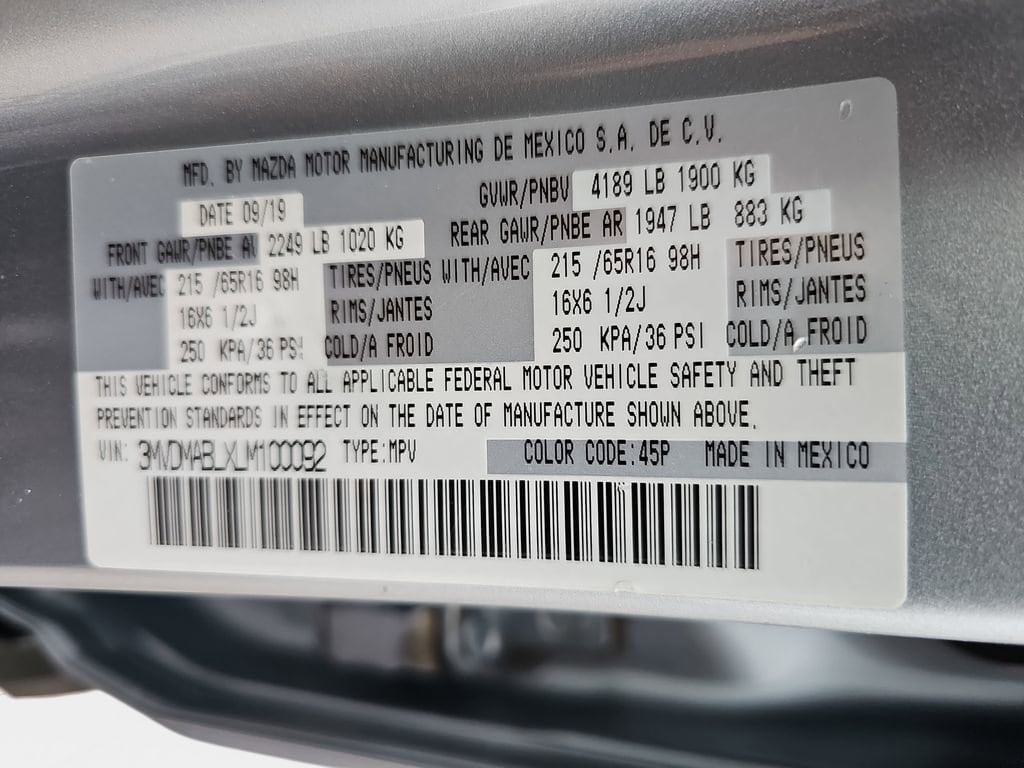 MFD. BY MAZDA MOTOR MANUFACTURING DE MEXICO S.A. DE C.V.
DATE 09/19 GVWR/PNBV 4189 LB 1900 KG
FRONT GAWR/PNBE AV 2249 LB 1020 KG REAR GAWR/PNBE AR 1947 LB 883 KG
WITH/AVEC 215 /65R16 98H TIRES/PNEUS WITH/AVEC 215 /65R16 98H TIRES/PNEUS
16X6 1/2J RIMS/JANTES 16X6 1/2J RIMS/JANTES
250 KPA/36 PSI COLD/A FROID 250 KPA/36 PSI COLD/A FROID
THIS VEHICLE CONFORMS TO ALL APPLICABLE FEDERAL MOTOR VEHICLE SAFETY AND THEFT
PREVENTION STANDARDS IN EFFECT ON THE DATE OF MANUFACTURE SHOWN ABOVE.
VIN: 3MVDMABLXLM100092 TYPE:MPV COLOR CODE:45P MADE IN MEXICO